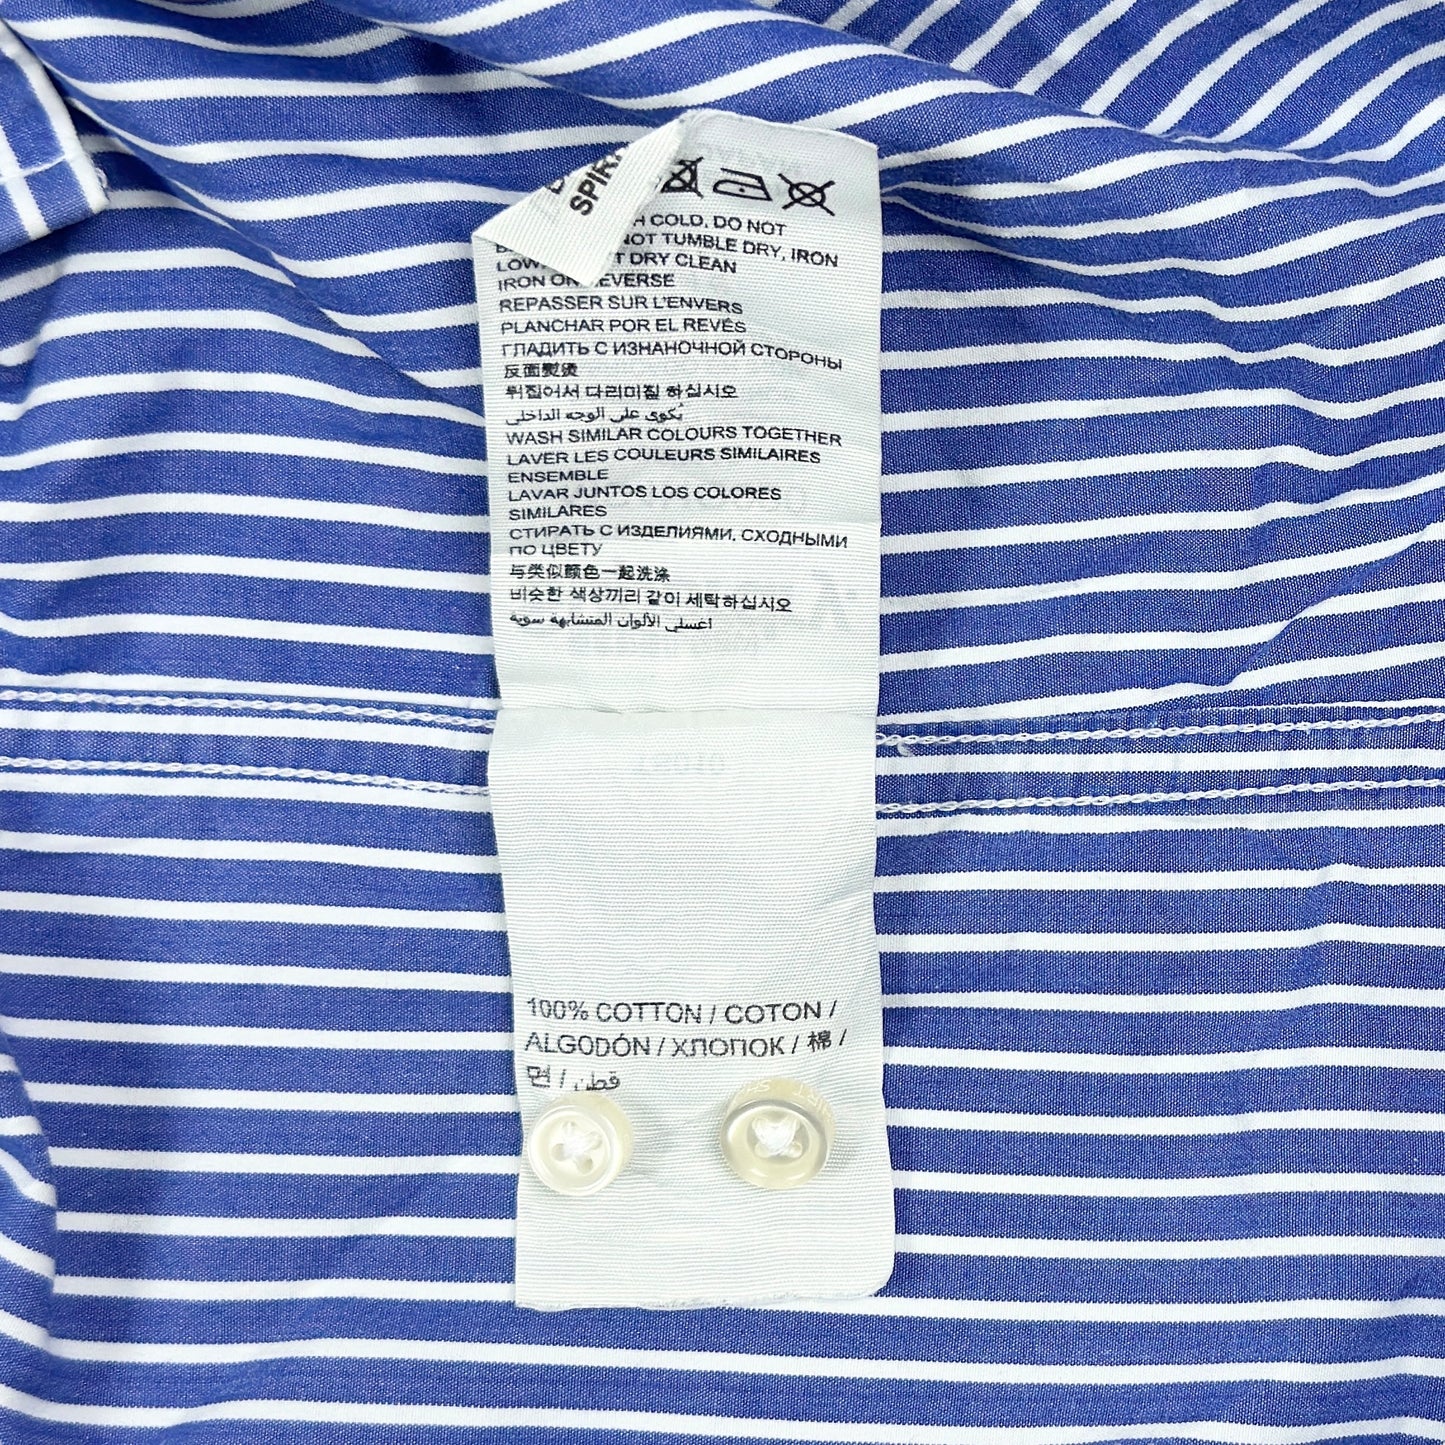 SPIR
H COLD, DO NOT
NOT TUMBLE DRY, IRON
LOW, T DRY CLEAN
IRON ON REVERSE
REPASSER SUR L'ENVERS
PLANCHAR POR EL REVÉS
ГЛАДИТЬ С ИЗНАНОЧНОЙ СТОРОНЫ
反面熨烫
뒤집어서 다리미질 하십시오
يُكوى على الوجه الداخلى
WASH SIMILAR COLOURS TOGETHER
LAVER LES COULEURS SIMILAIRES
ENSEMBLE
LAVAR JUNTOS LOS COLORES
SIMILARES
СТИРАТЬ С ИЗДЕЛИЯМИ, СХОДНЫМИ
ПО ЦВЕТУ
与类似颜色一起洗涤
비슷한 색상끼리 같이 세탁하십시오
اغسلي الألوان المتشابهه سوية
100% COTTON / COTON /
ALGODÓN / ХЛОПОК / 棉 /
면 / قطن